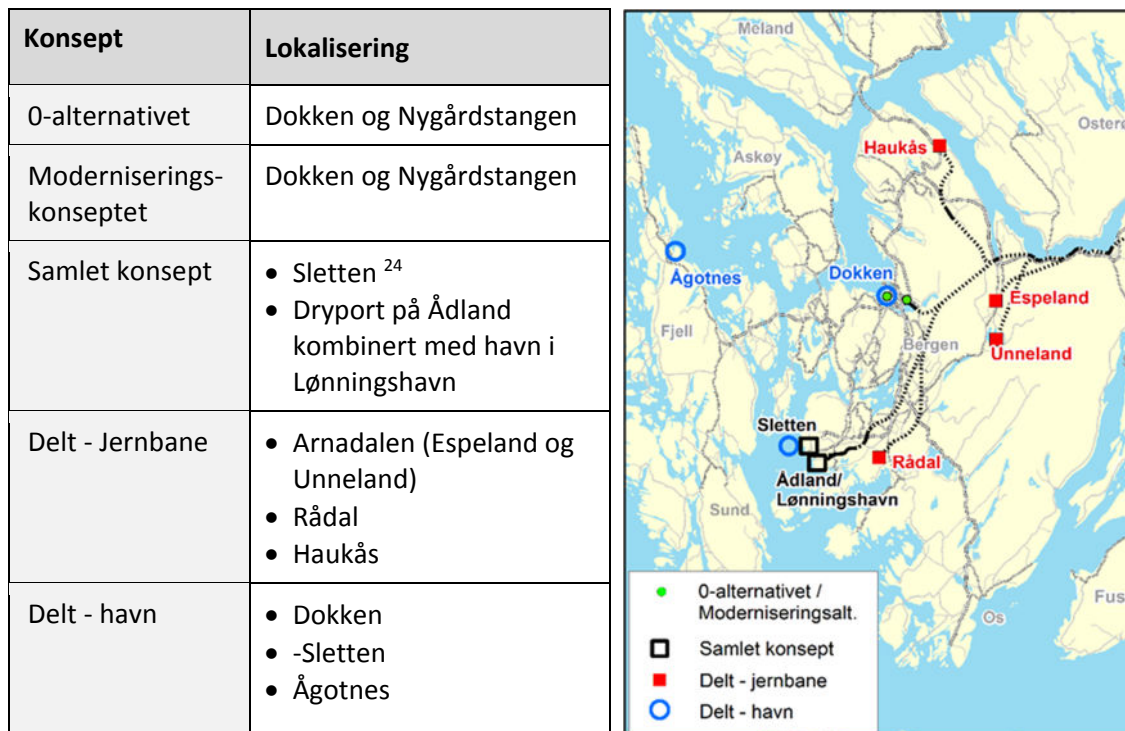 Konsept
Lokalisering
0-alternativet
Dokken og Nygårdstangen
Moderniserings-
konseptet
Dokken og Nygårdstangen
Samlet konsept
• Sletten 24
• Dryport på Ådland
kombinert med havn i
Lønningshavn
Delt - Jernbane
• Arnadalen (Espeland og
Unneland)
• Rådal
• Haukås
Delt - havn
• Dokken
• -Sletten
• Ågotnes
Meland
Osterø
Haukås
Askøy
Ågotnes
Dokken
Espeland
Fjell
Bergen
Unneland
Sletten
Rådal
Ådland/
Lønningshavn
Sund
Os
Fus
0-alternativet /
Moderniseringsalt.
Samlet konsept
Delt - jernbane
Delt - havn